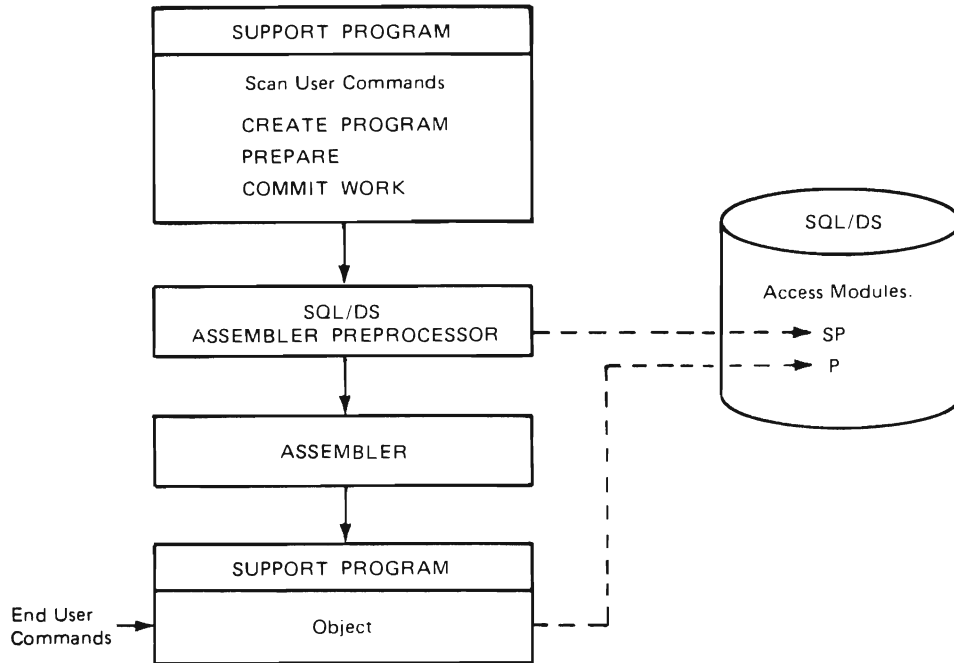 SUPPORT PROGRAM
Scan User Commands
CREATE PROGRAM
PREPARE
COMMIT WORK
SQL/DS
ASSEMBLER PREPROCESSOR
ASSEMBLER
SUPPORT PROGRAM
Object
End User
Commands
SQL/DS
Access Modules.
SP
P